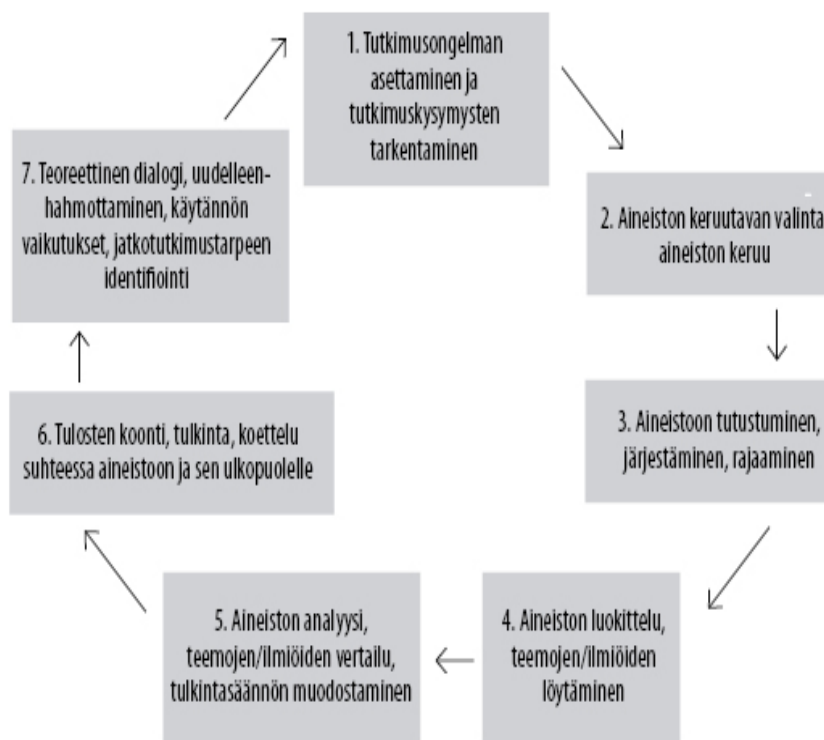 1. Tutkimusongelman
asettaminen ja
tutkimuskysymysten
tarkentaminen
2. Aineiston keruutavan valinta
aineiston keruu
3. Aineistoon tutustuminen,
järjestäminen, rajaaminen
4. Aineiston luokittelu,
teemojen/ilmiöiden
löytäminen
5. Aineiston analyysi,
teemojen/ilmiöiden vertailu,
tulkintasäännön muodostaminen
6. Tulosten koonti, tulkinta, koettelu
suhteessa aineistoon ja sen ulkopuolelle
7. Teoreettinen dialogi, uudelleen-
hahmottaminen, käytännön
vaikutukset, jatkotutkimustarpeen
identifiointi